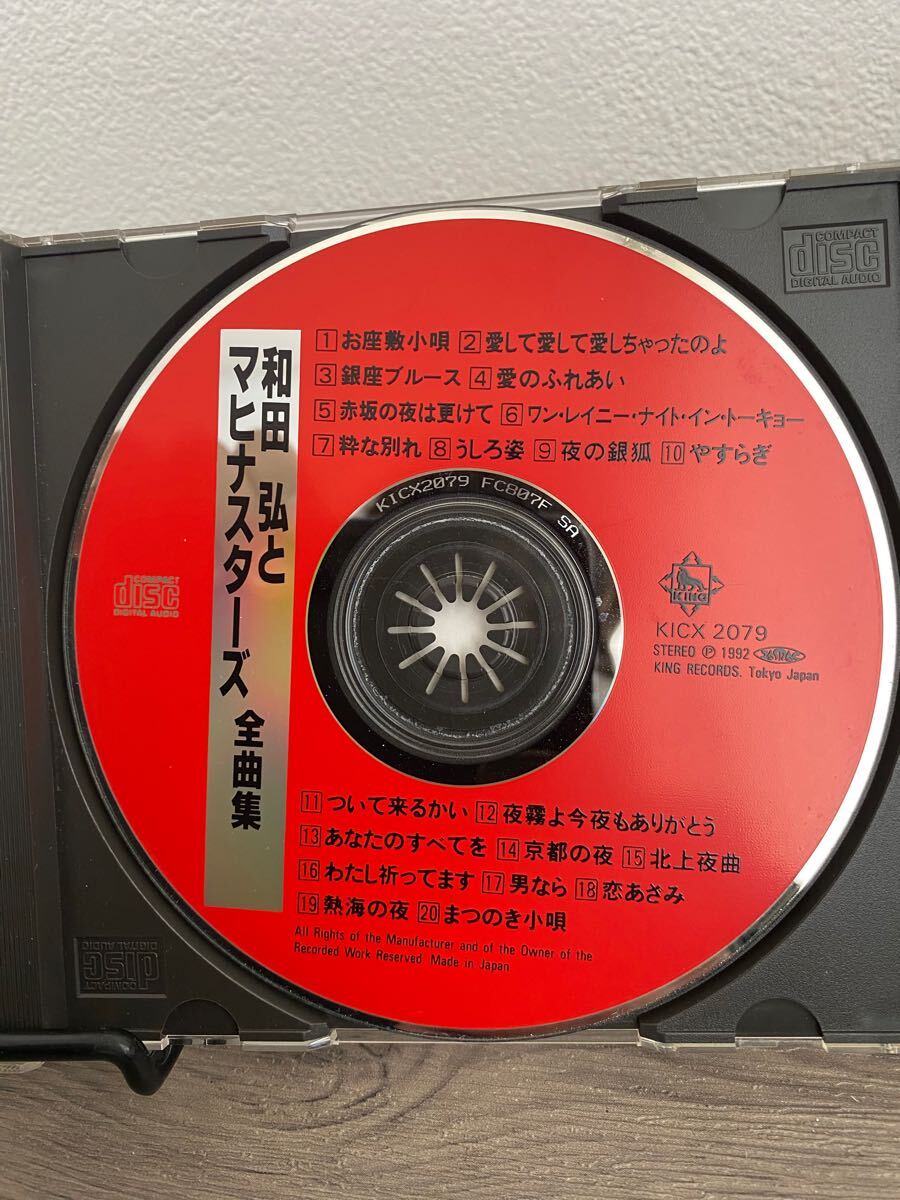 COMPACT
disc
DIGITAL AUDIO
和田 弘と
マヒナスターズ 全曲集
1 お座敷小唄 2 愛して愛して愛しちゃったのよ
3 銀座ブルース 4 愛のふれあい
5 赤坂の夜は更けて 6 ワン・レイニー・ナイト・イン・トーキョー
7 粋な別れ 8 うしろ姿 9 夜の銀狐 10 やすらぎ
KICX2079 FC807F SA
COMPACT
disc
DIGITAL AUDIO
KING
KICX 2079
STEREO Ⓟ 1992 JASRAC
KING RECORDS. Tokyo Japan
11 ついて来るかい 12 夜霧よ今夜もありがとう
13 あなたのすべてを 14 京都の夜 15 北上夜曲
16 わたし祈ってます 17 男なら 18 恋あさみ
19 熱海の夜 20 まつのき小唄
All Rights of the Manufacturer and of the Owner of the
Recorded Work Reserved. Made in Japan
COMPACT
disc
DIGITAL AUDIO